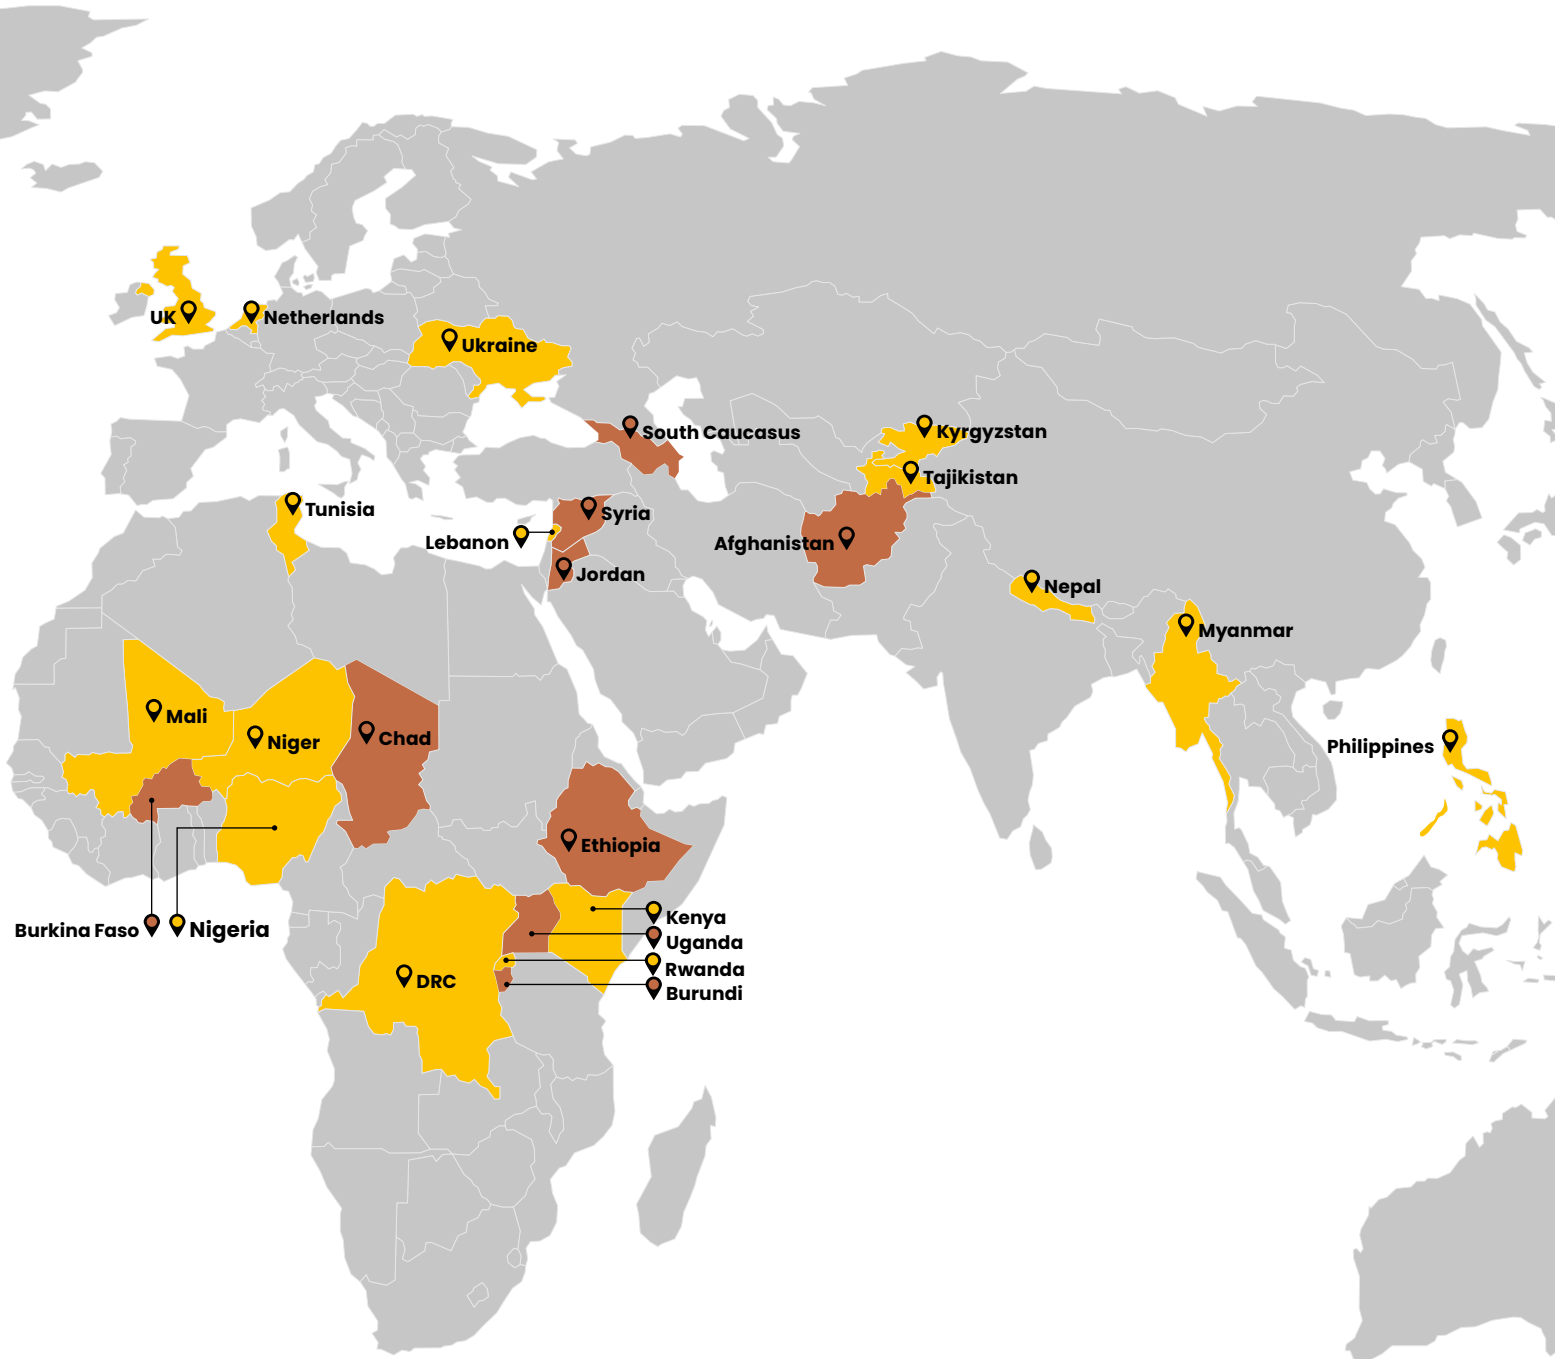 UK
Netherlands
Ukraine
South Caucasus
Kyrgyzstan
Tajikistan
Tunisia
Syria
Lebanon
Afghanistan
Jordan
Nepal
Myanmar
Mali
Niger
Chad
Philippines
Ethiopia
Kenya
Burkina Faso
Nigeria
Uganda
Rwanda
DRC
Burundi